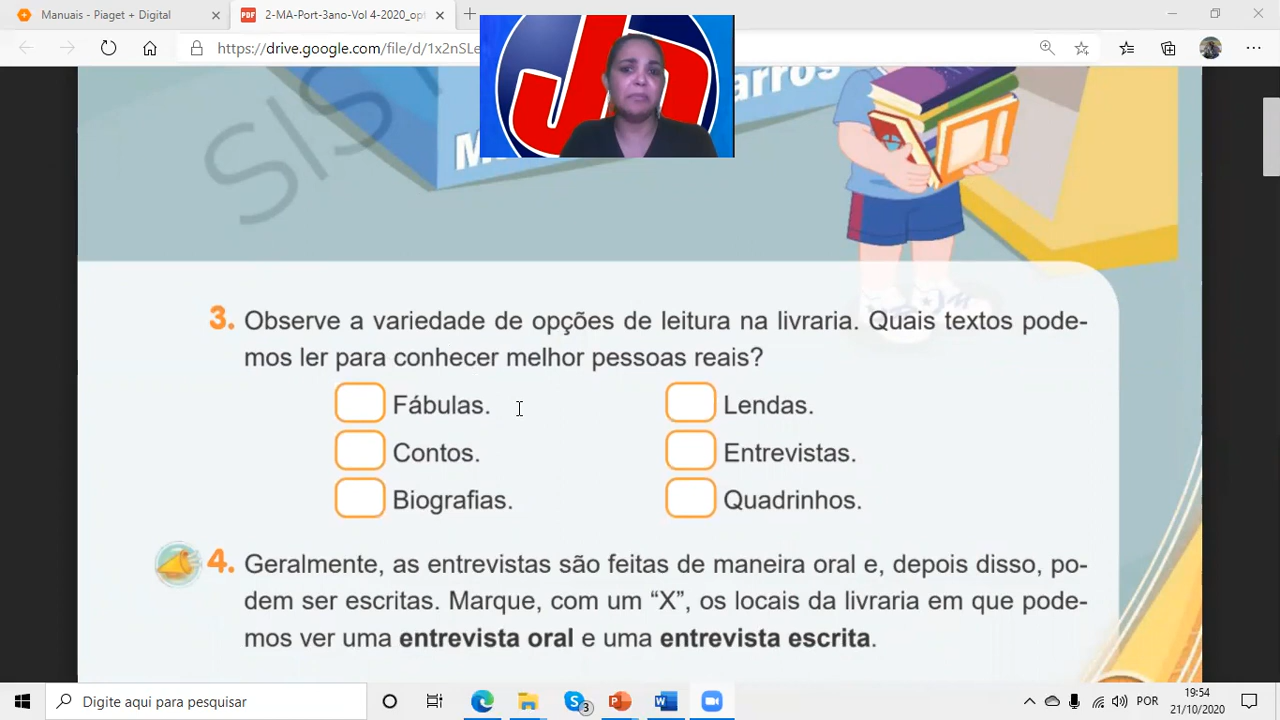 Manuais - Piaget + Digital
2-MA-Port-3ano-Vol 4-2020_op
https://drive.google.com/file/d/1x2nSLe
SIST
arros
3. Observe a variedade de opções de leitura na livraria. Quais textos pode-
mos ler para conhecer melhor pessoas reais?
Fábulas. Lendas.
Contos. Entrevistas.
Biografias. Quadrinhos.
4. Geralmente, as entrevistas são feitas de maneira oral e, depois disso, po-
dem ser escritas. Marque, com um “X”, os locais da livraria em que pode-
mos ver uma entrevista oral e uma entrevista escrita.
Digite aqui para pesquisar
3
POR
19:54
21/10/2020